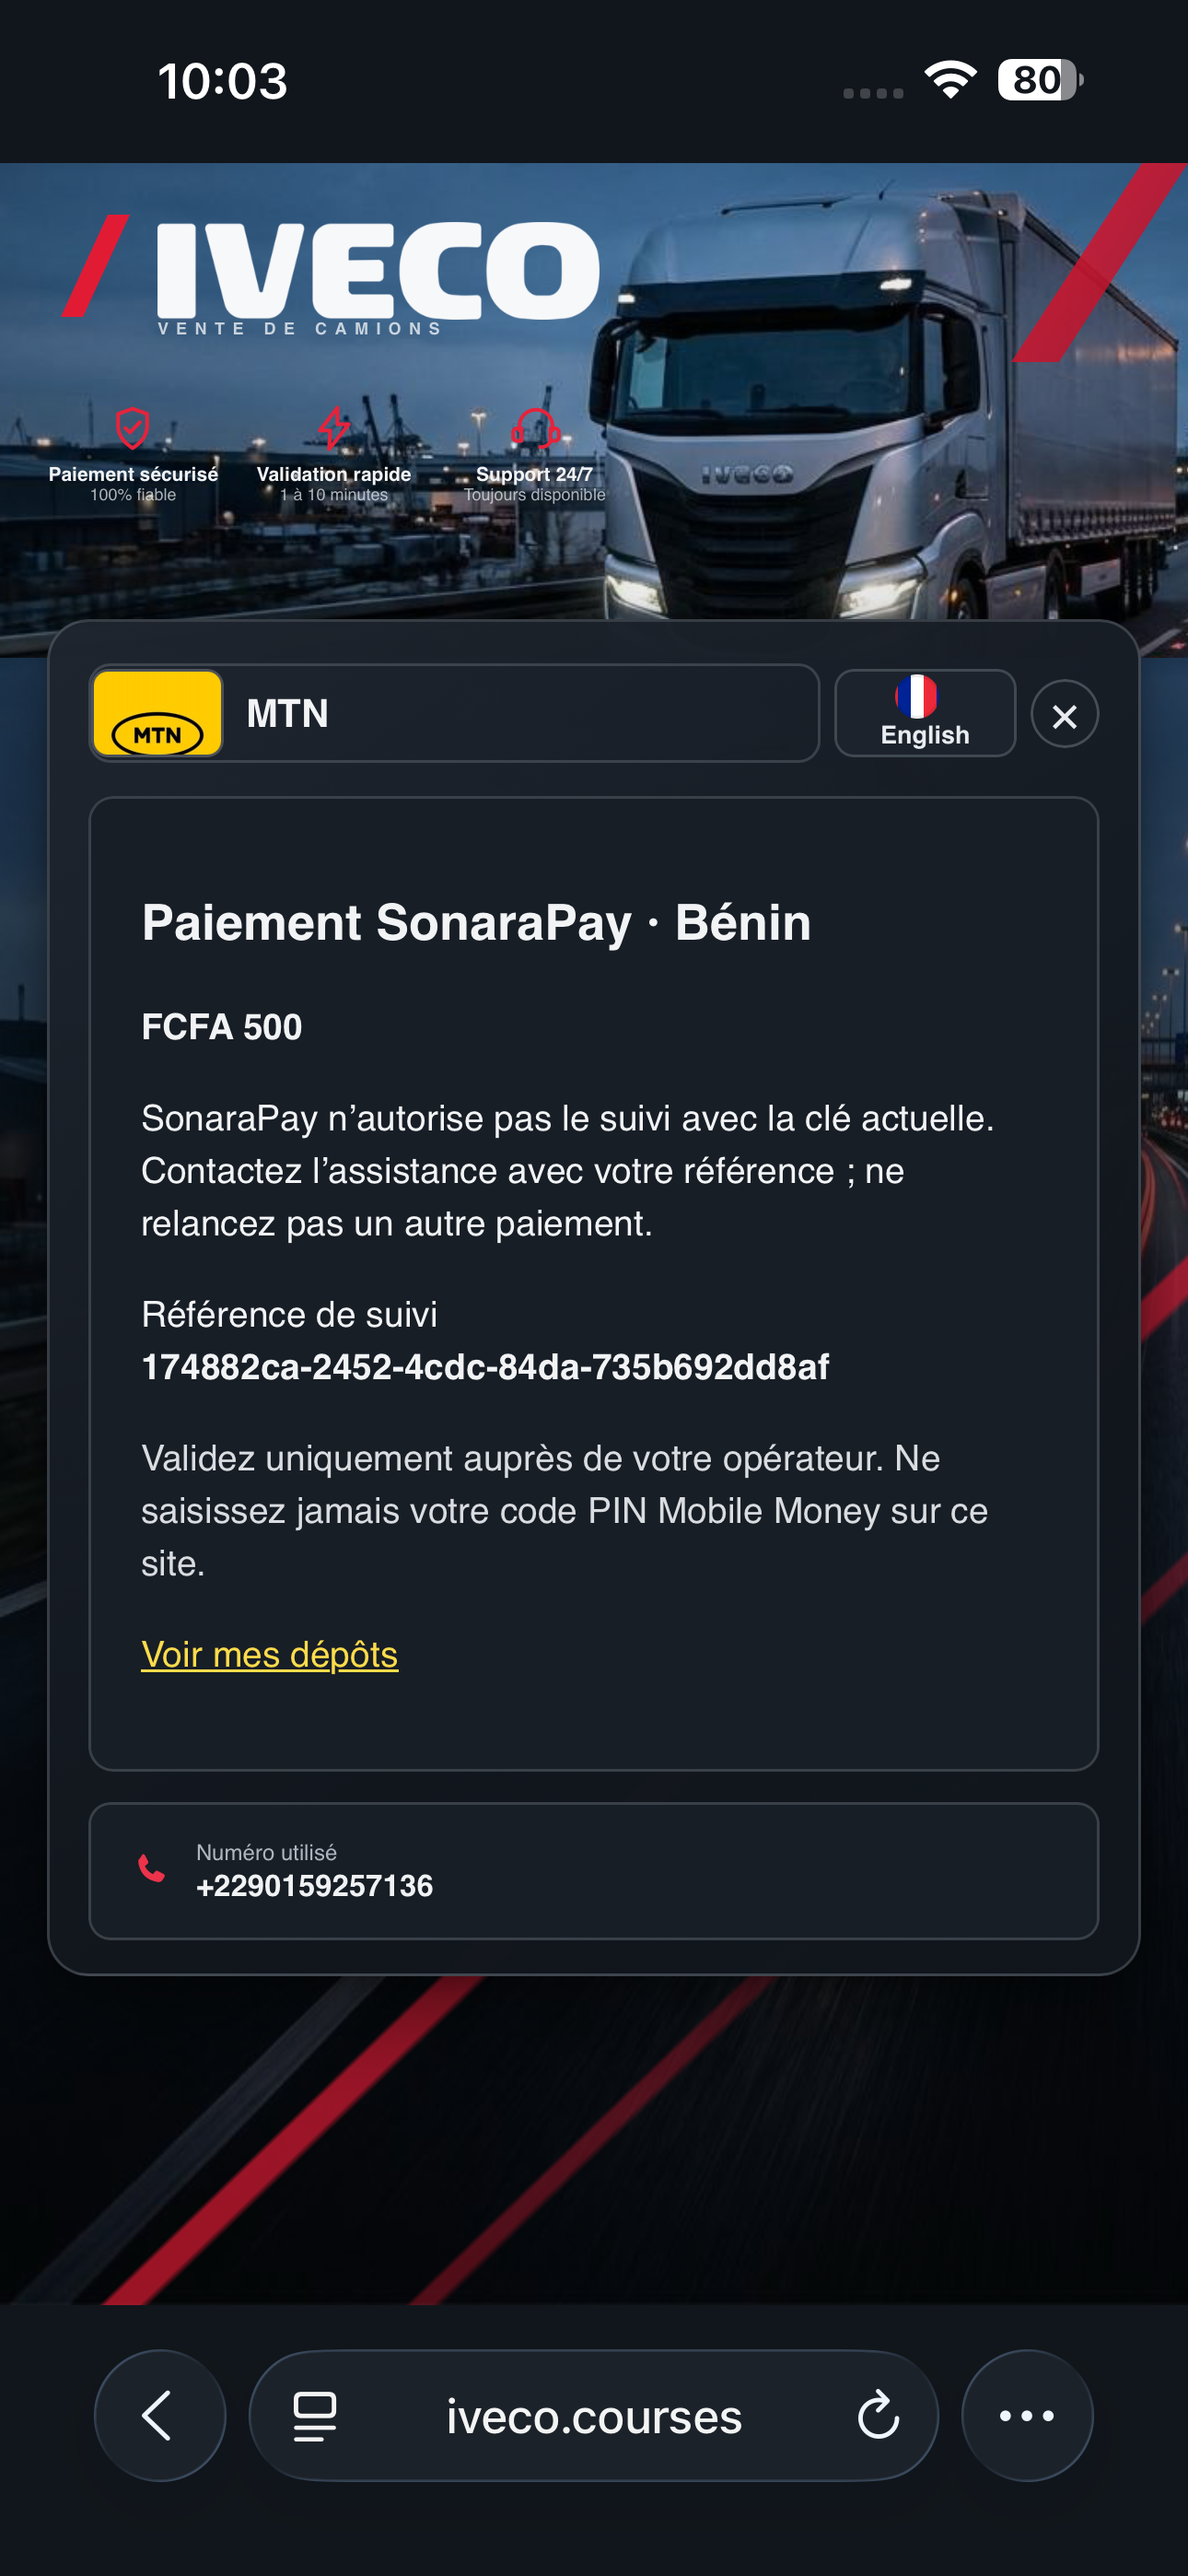 10:03
80
IVECO
VENTE DE CAMIONS
IVECO
Paiement sécurisé
100% fiable
Validation rapide
1 à 10 minutes
Support 24/7
Toujours disponible
MTN
MTN
English
Paiement SonaraPay · Bénin
FCFA 500
SonaraPay n’autorise pas le suivi avec la clé actuelle.
Contactez l’assistance avec votre référence ; ne
relancez pas un autre paiement.
Référence de suivi
174882ca-2452-4cdc-84da-735b692dd8af
Validez uniquement auprès de votre opérateur. Ne
saisissez jamais votre code PIN Mobile Money sur ce
site.
Voir mes dépôts
Numéro utilisé
+2290159257136
iveco.courses